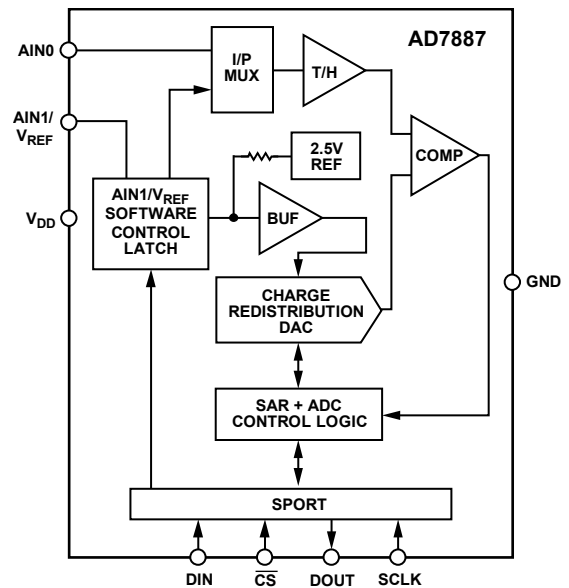 AD7887
AIN0
I/P
MUX
T/H
AIN1/
VREF
2.5V
REF
COMP
AIN1/VREF
SOFTWARE
CONTROL
LATCH
VDD
BUF
GND
CHARGE
REDISTRIBUTION
DAC
SAR + ADC
CONTROL LOGIC
SPORT
DIN
C̅S̅
DOUT
SCLK